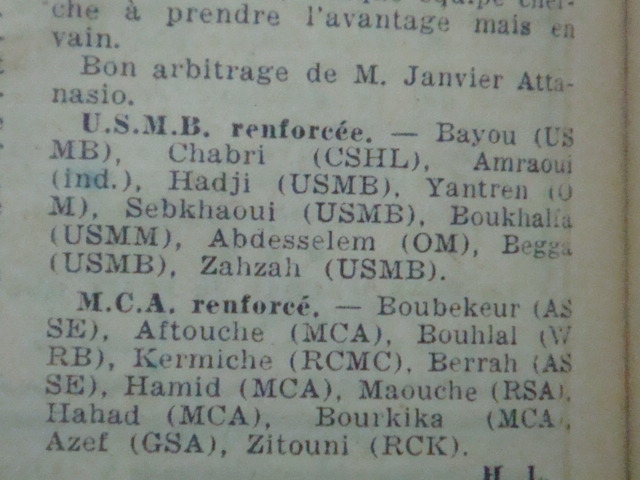 che à prendre l'avantage mais en
vain.
Bon arbitrage de M. Janvier Atta-
nasio.
U.S.M.B. renforcée. — Bayou (US
MB), Chabri (CSHL), Amraoui
(ind.), Hadji (USMB), Yantren (O
M), Sebkhaoui (USMB), Boukhalfa
(USMM), Abdesselem (OM), Begga
(USMB), Zahzah (USMB).
M.C.A. renforcé. — Boubekeur (AS
SE), Aftouche (MCA), Bouhlal (W
RB), Kermiche (RCMC), Berrah (AS
SE), Hamid (MCA), Maouche (RSA),
Hahad (MCA), Bourkika (MCA),
Azef (GSA), Zitouni (RCK).